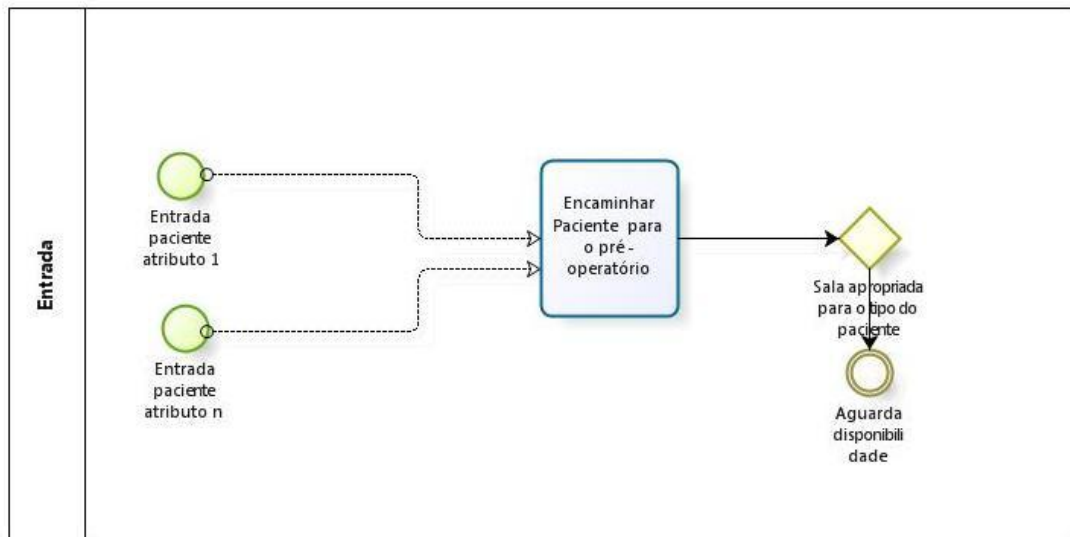 Entrada
Entrada
paciente
atributo 1
Entrada
paciente
atributo n
Encaminhar
Paciente para
o pré-
operatório
Sala apropriada
para o tipo do
paciente
Aguarda
disponibili
dade